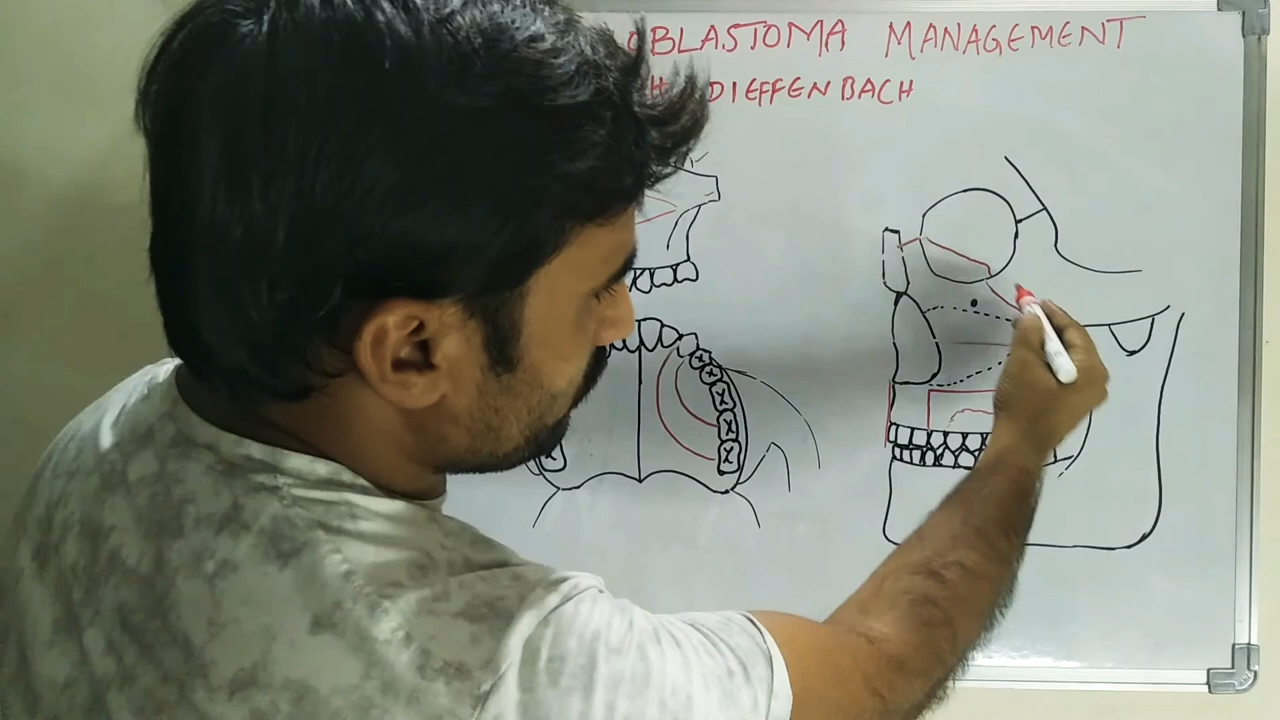 OBLASTOMA MANAGEMENT
H DIEFFENBACH
x x x x x
x